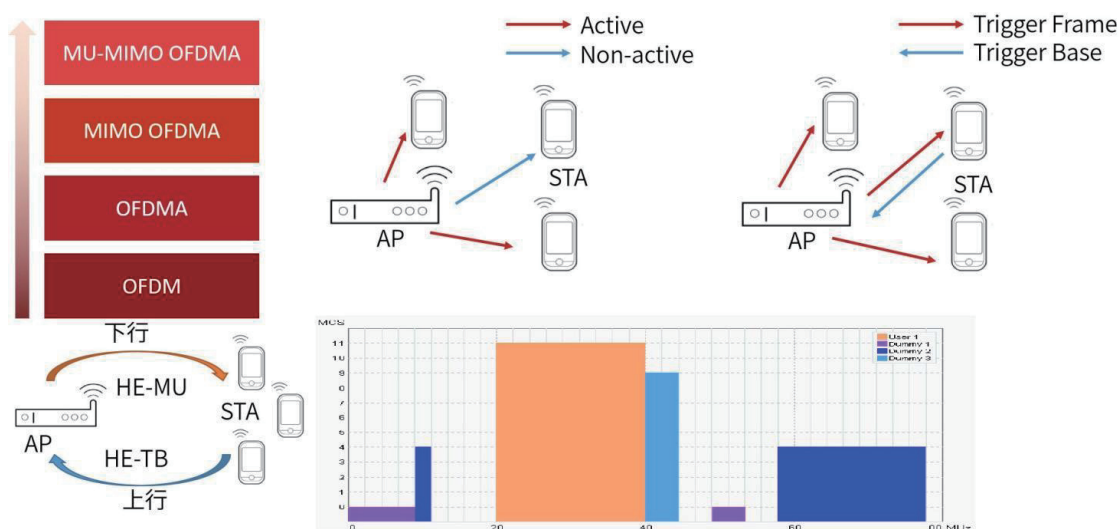 MU-MIMO OFDMA
MIMO OFDMA
OFDMA
OFDM
下行
HE-MU
STA
AP
HE-TB
上行
Active
Non-active
STA
AP
Trigger Frame
Trigger Base
STA
AP
MCS
11
10
9
8
7
6
5
4
3
2
1
0
User 1
Dummy 1
Dummy 2
Dummy 3
0
20
40
60